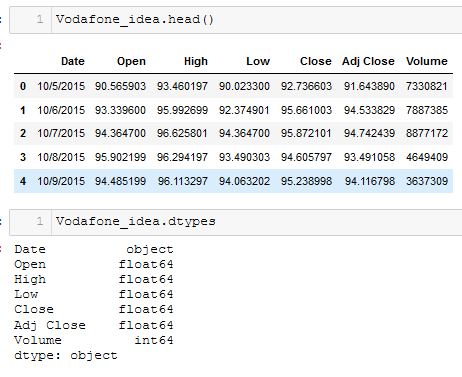 1 Vodafone_idea.head()
Date Open High Low Close Adj Close Volume
0 10/5/2015 90.565903 93.460197 90.023300 92.736603 91.643890 7330821
1 10/6/2015 93.339600 95.992699 92.374901 95.661003 94.533829 7887385
2 10/7/2015 94.364700 96.625801 94.364700 95.872101 94.742439 8877172
3 10/8/2015 95.902199 96.294197 93.490303 94.605797 93.491058 4649409
4 10/9/2015 94.485199 96.113297 94.063202 95.238998 94.116798 3637309
1 Vodafone_idea.dtypes
Date object
Open float64
High float64
Low float64
Close float64
Adj Close float64
Volume int64
dtype: object